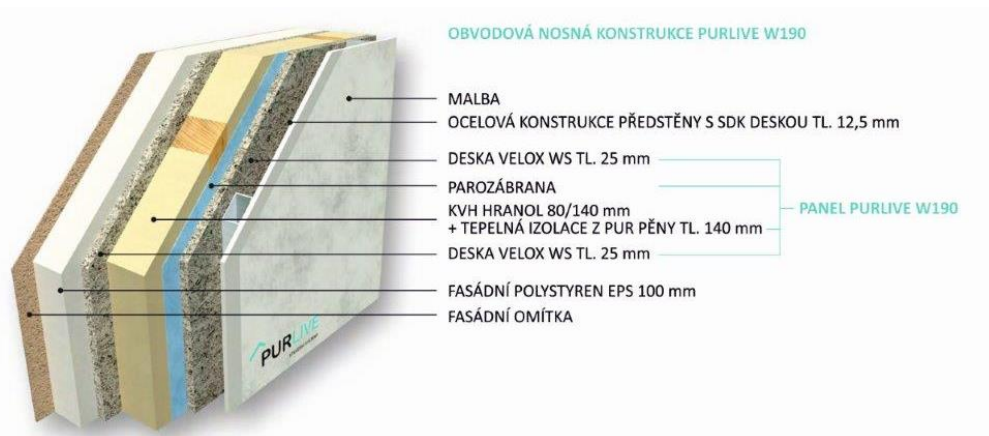 OBVODOVÁ NOSNÁ KONSTRUKCE PURLIVE W190
MALBA
OCELOVÁ KONSTRUKCE PŘEDSTĚNY S SDK DESKOU TL. 12,5 mm
DESKA VELOX WS TL. 25 mm
PAROZÁBRANA
KVH HRANOL 80/140 mm
+ TEPELNÁ IZOLACE Z PUR PĚNY TL. 140 mm
PANEL PURLIVE W190
DESKA VELOX WS TL. 25 mm
FASÁDNÍ POLYSTYREN EPS 100 mm
FASÁDNÍ OMÍTKA
PURLIVE